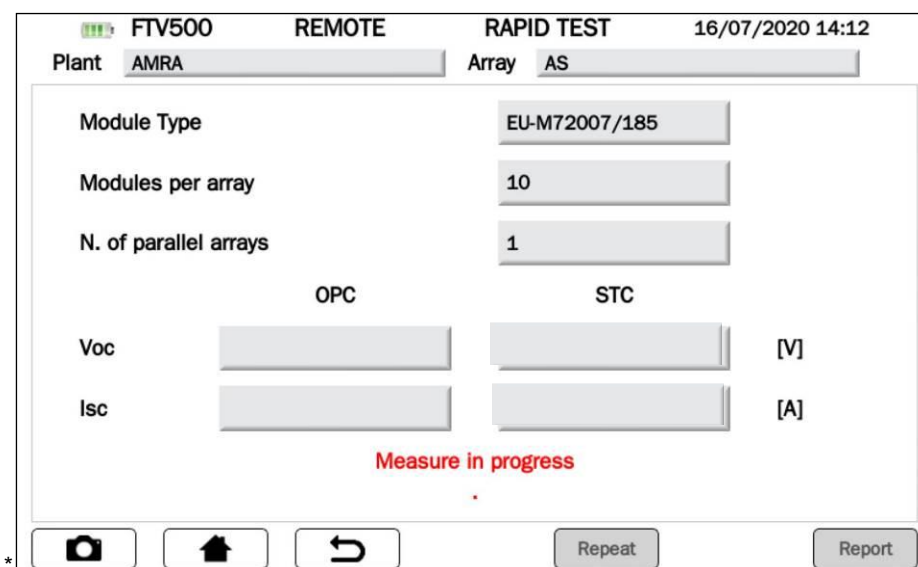 FTV500 REMOTE RAPID TEST 16/07/2020 14:12
Plant AMRA Array AS
Module Type EU-M72007/185
Modules per array 10
N. of parallel arrays 1
OPC STC
Voc [V]
Isc [A]
Measure in progress
.
* Repeat Report